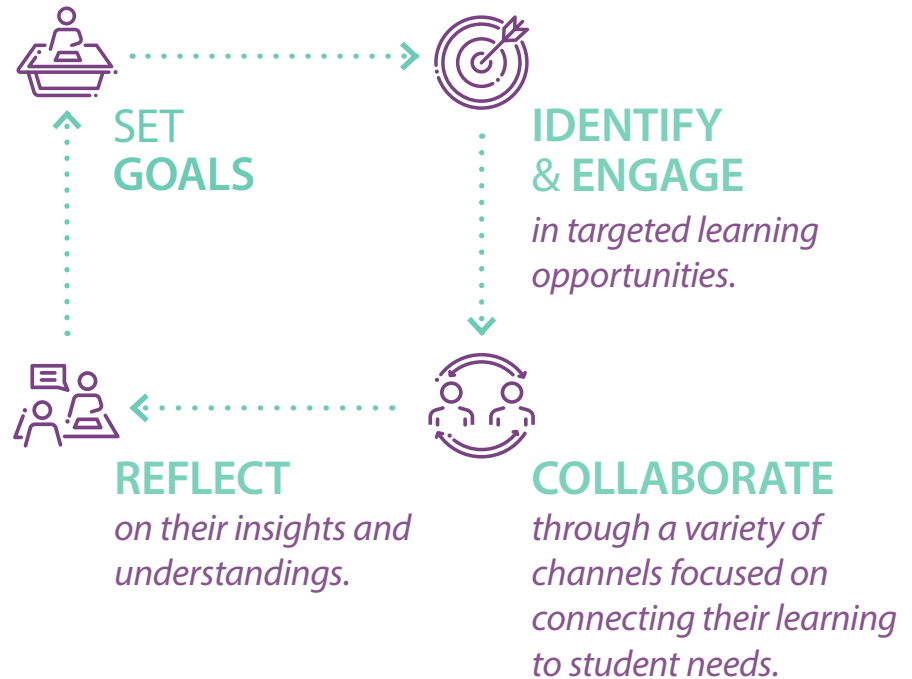 SET
GOALS
IDENTIFY
& ENGAGE
in targeted learning
opportunities.
REFLECT
on their insights and
understandings.
COLLABORATE
through a variety of
channels focused on
connecting their learning
to student needs.